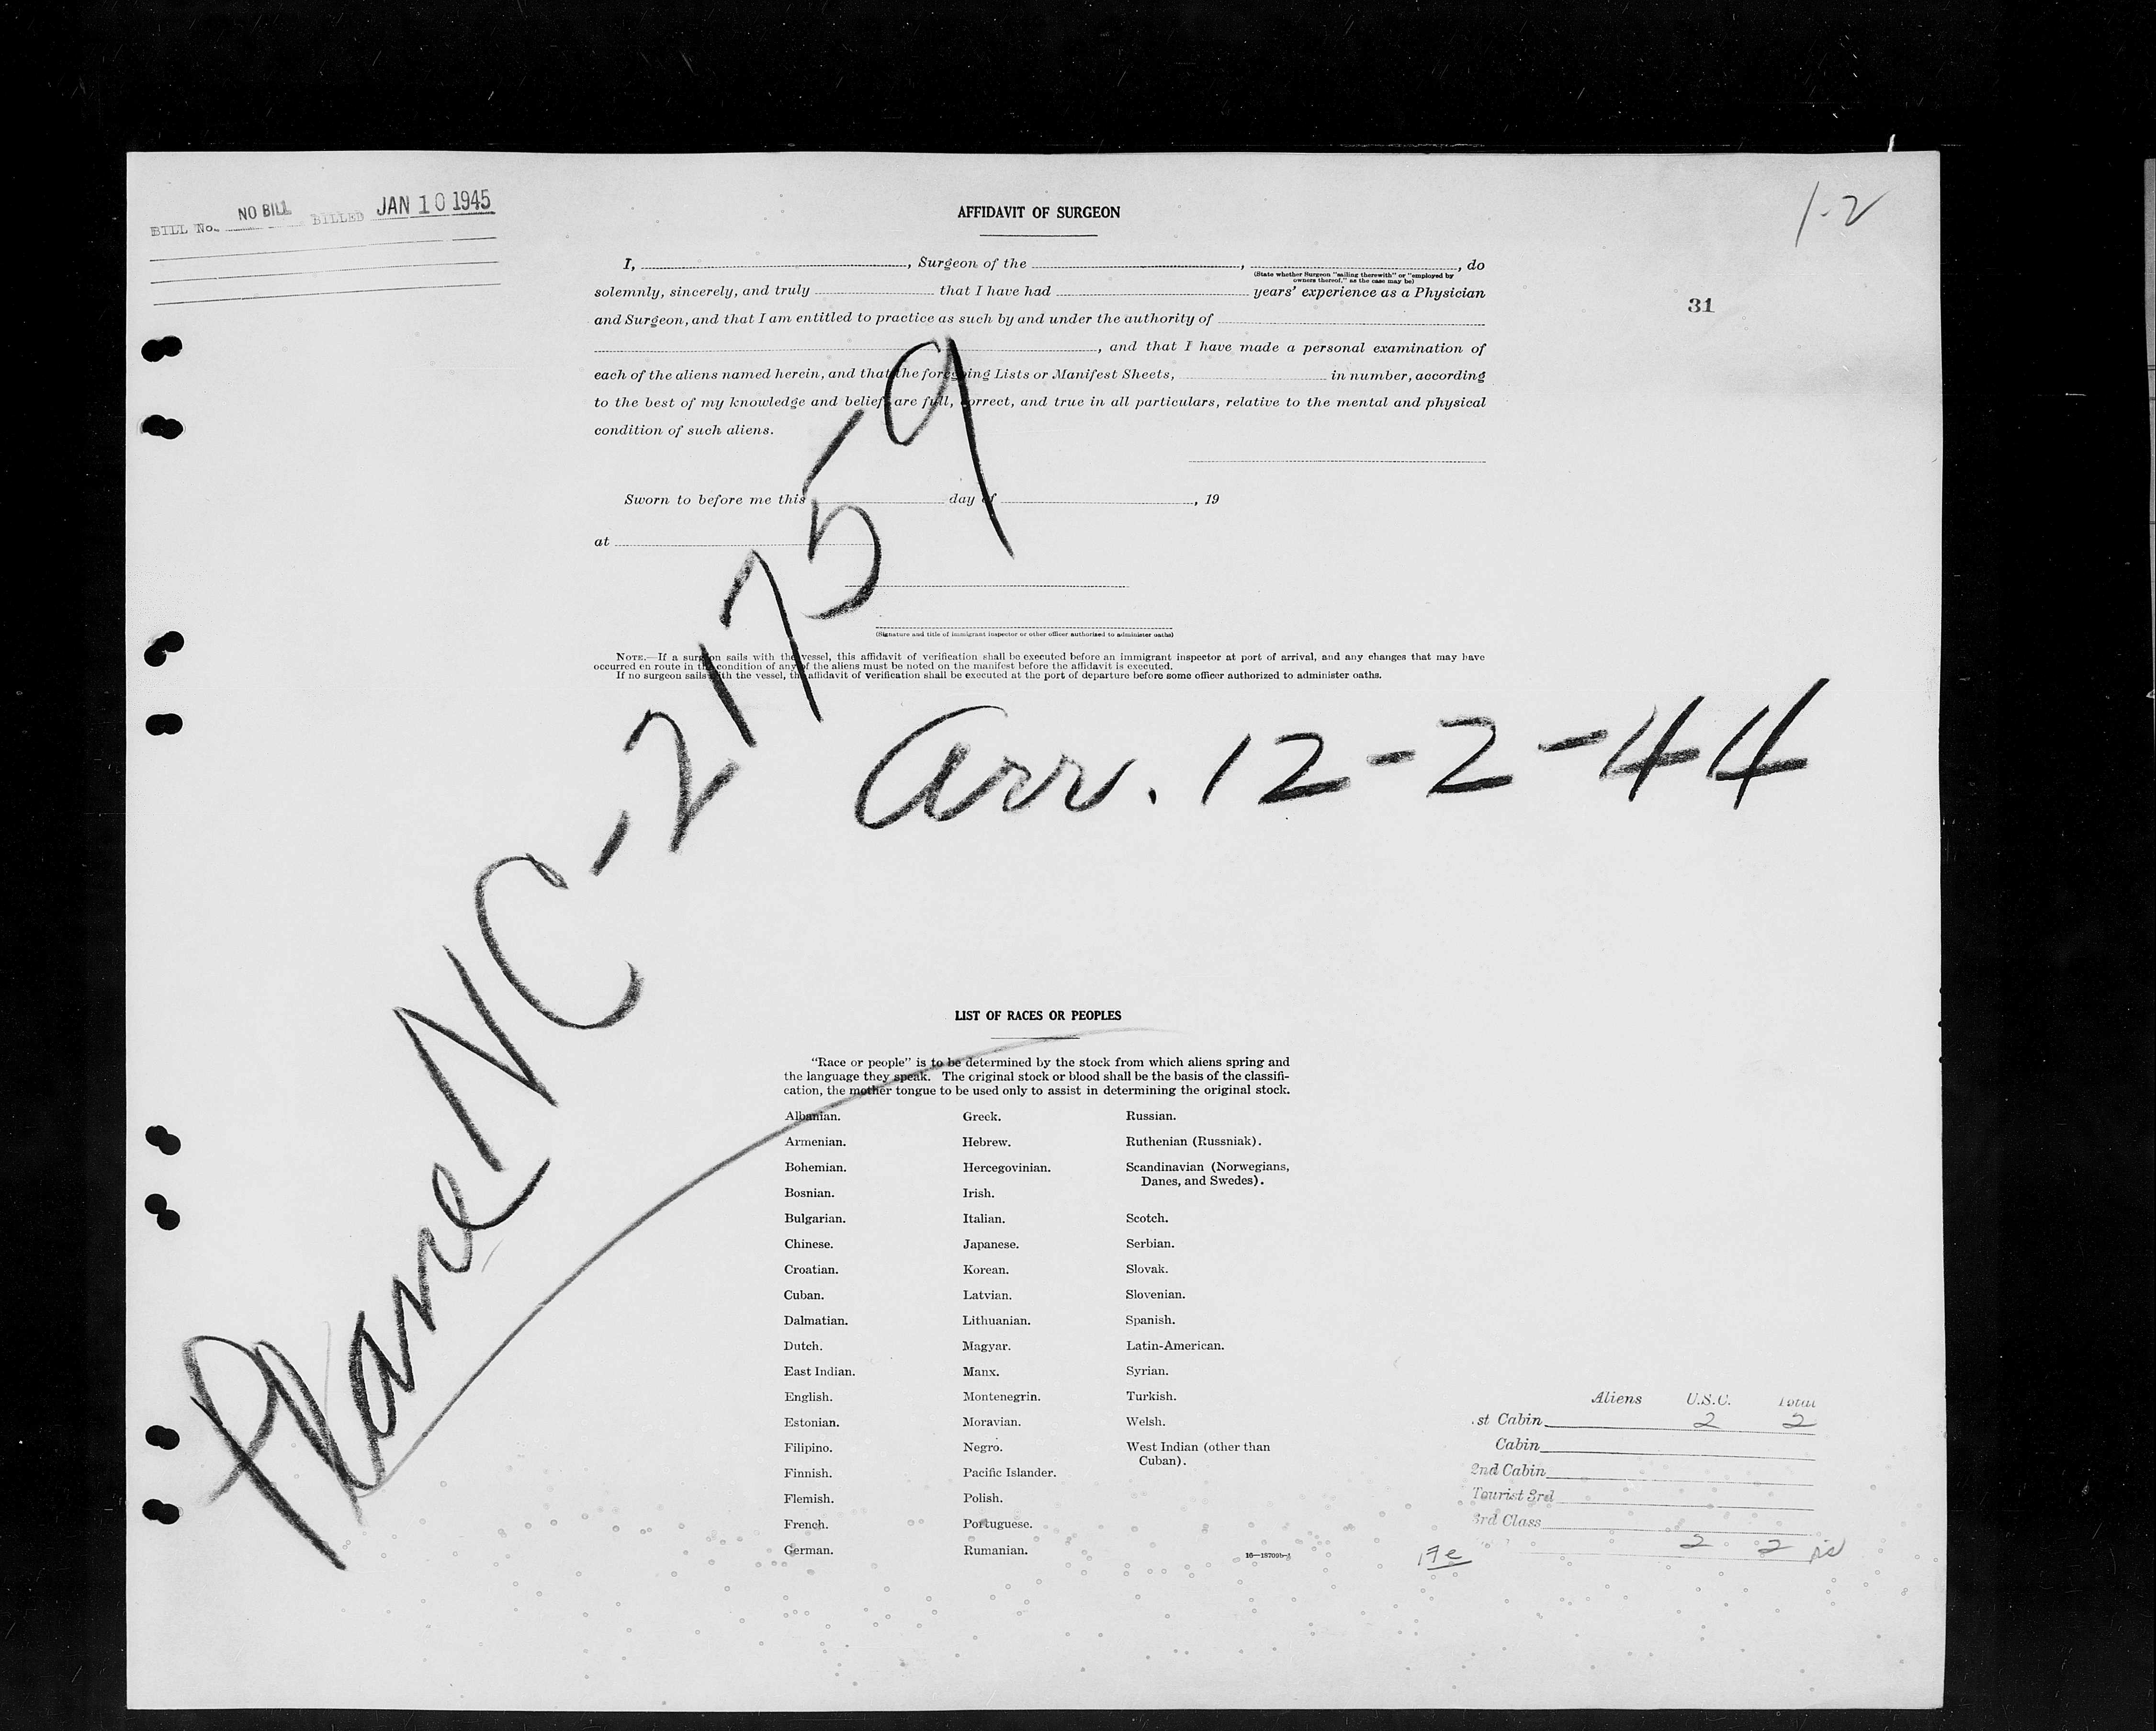 BILL No. NO BILL BILLED JAN 10 1945
1-2
31
AFFIDAVIT OF SURGEON
I, , Surgeon of the , , do
(State whether Surgeon "sailing therewith" or "employed by
owners thereof," as the case may be)
solemnly, sincerely, and truly that I have had years' experience as a Physician
and Surgeon, and that I am entitled to practice as such by and under the authority of
, and that I have made a personal examination of
each of the aliens named herein, and that the foregoing Lists or Manifest Sheets, in number, according
to the best of my knowledge and belief, are full, correct, and true in all particulars, relative to the mental and physical
condition of such aliens.
Sworn to before me this day of , 19
at
(Signature and title of immigrant inspector or other officer authorized to administer oaths)
NOTE.—If a surgeon sails with the vessel, this affidavit of verification shall be executed before an immigrant inspector at port of arrival, and any changes that may have
occurred en route in the condition of any of the aliens must be noted on the manifest before the affidavit is executed.
If no surgeon sails with the vessel, the affidavit of verification shall be executed at the port of departure before some officer authorized to administer oaths.
Plane NC-21759
Arr. 12-2-44
LIST OF RACES OR PEOPLES
"Race or people" is to be determined by the stock from which aliens spring and
the language they speak. The original stock or blood shall be the basis of the classifi-
cation, the mother tongue to be used only to assist in determining the original stock.
Albanian.
Armenian.
Bohemian.
Bosnian.
Bulgarian.
Chinese.
Croatian.
Cuban.
Dalmatian.
Dutch.
East Indian.
English.
Estonian.
Filipino.
Finnish.
Flemish.
French.
German.
Greek.
Hebrew.
Hercegovinian.
Irish.
Italian.
Japanese.
Korean.
Latvian.
Lithuanian.
Magyar.
Manx.
Montenegrin.
Moravian.
Negro.
Pacific Islander.
Polish.
Portuguese.
Rumanian.
Russian.
Ruthenian (Russniak).
Scandinavian (Norwegians,
Danes, and Swedes).
Scotch.
Serbian.
Slovak.
Slovenian.
Spanish.
Latin-American.
Syrian.
Turkish.
Welsh.
West Indian (other than
Cuban).
16—18709b-1
Aliens U.S.C. Total
st Cabin 2 2
Cabin
2nd Cabin
Tourist 3rd
3rd Class
2 2